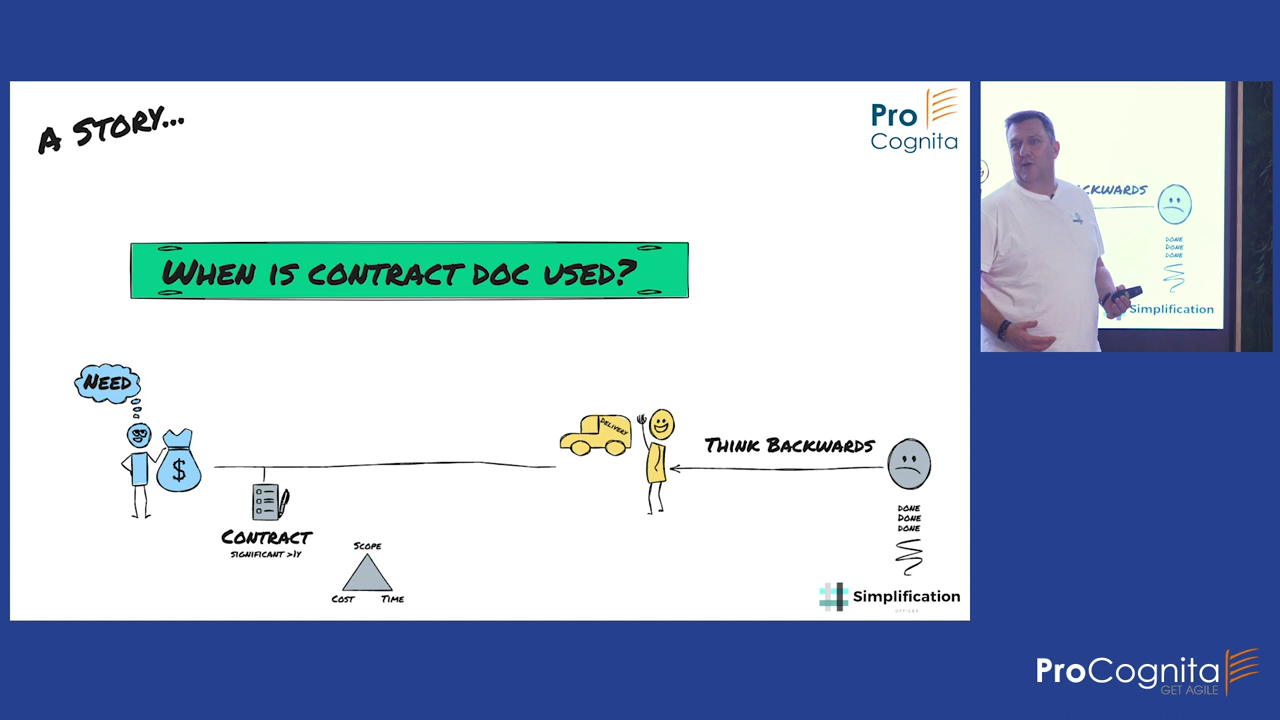 A Story...
Pro
Cognita
When is contract doc used?
Need
$
Delivery
Think Backwards
Contract
significant >1y
Scope
Cost
Time
Done
Done
Done
Simplification
OFFICER
CKWARDS
Done
Done
Done
Simplification
ProCognita
GET AGILE